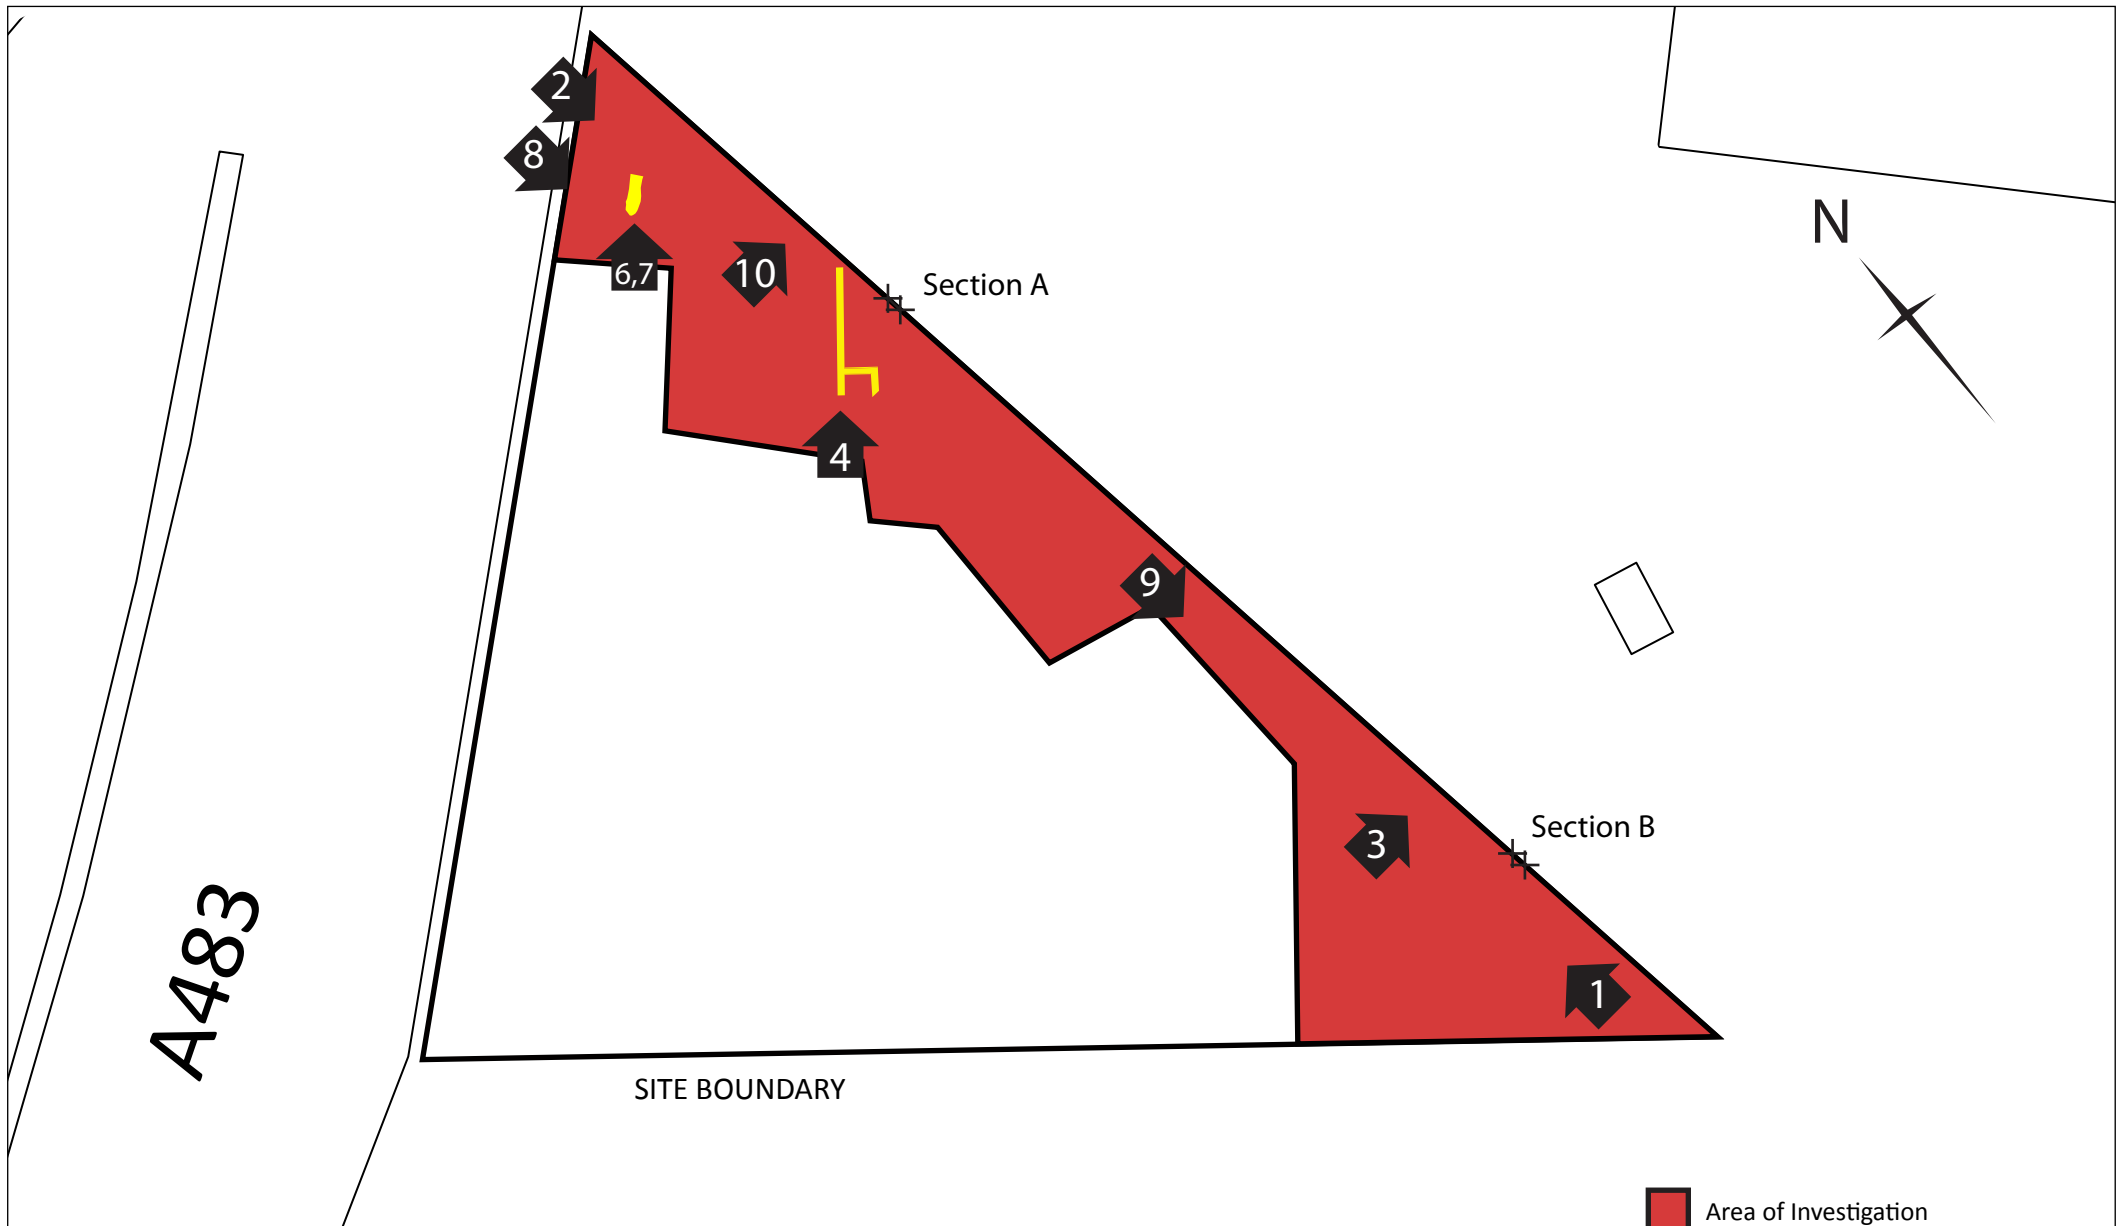 2
8
N
6,7
10
Section A
4
9
Section B
3
A483
1
SITE BOUNDARY
Area of Investigation